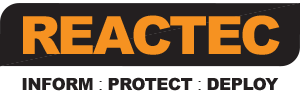 REACTEC
INFORM : PROTECT : DEPLOY